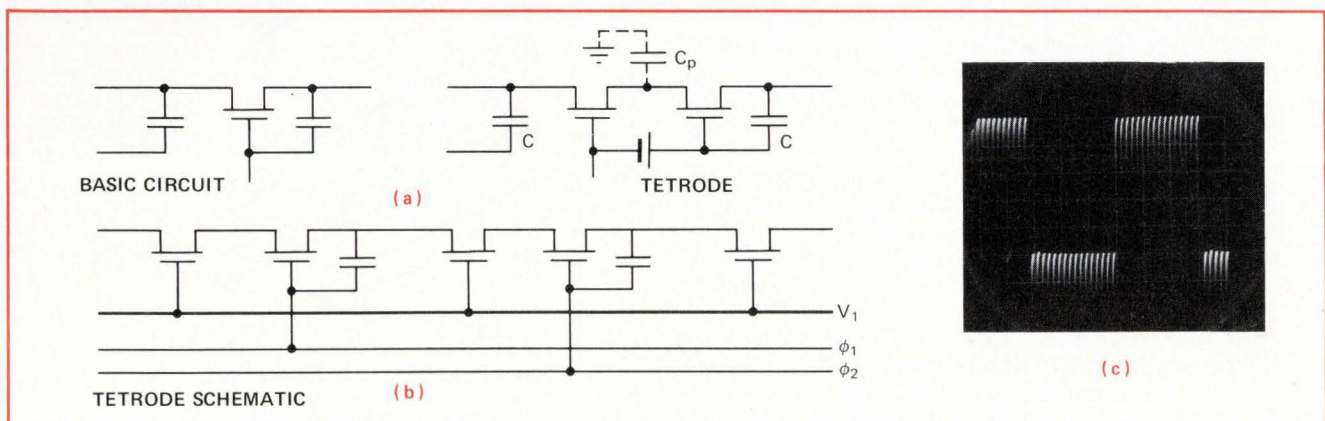 C_p
C
C
BASIC CIRCUIT
TETRODE
(a)
V_1
ϕ_1
ϕ_2
TETRODE SCHEMATIC
(b)
(c)